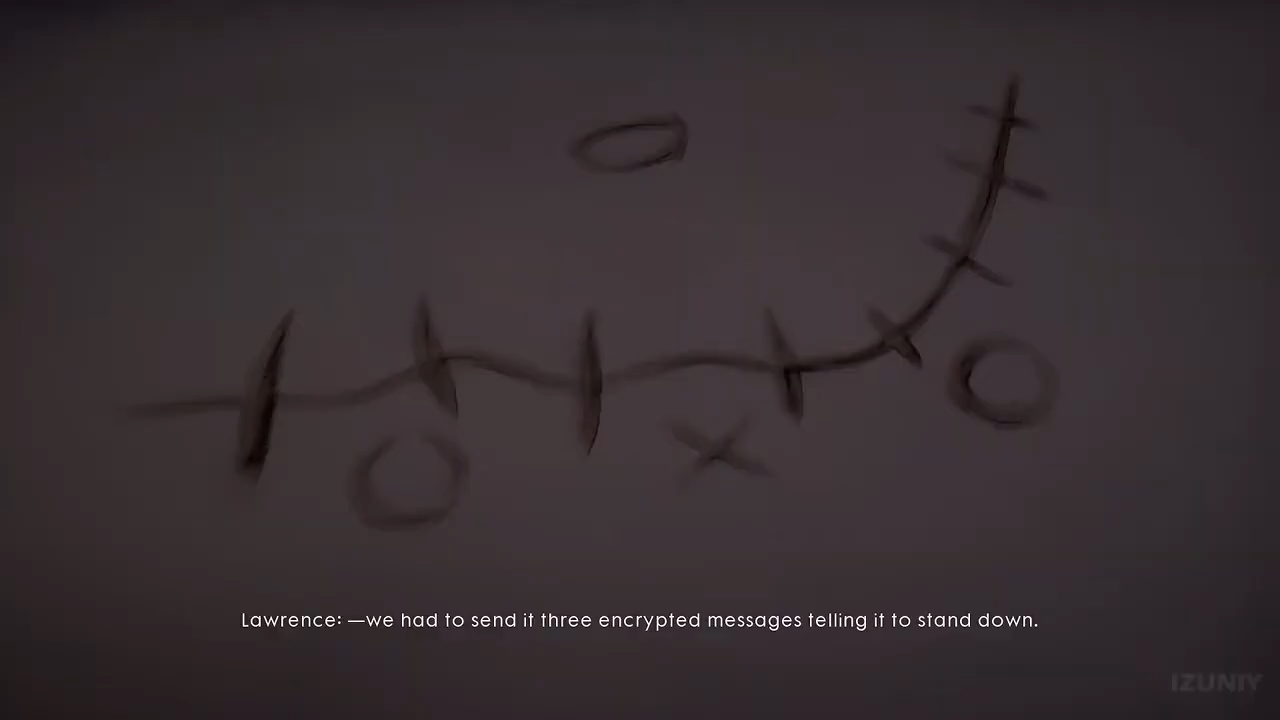 Lawrence: —we had to send it three encrypted messages telling it to stand down.
IZUNIY